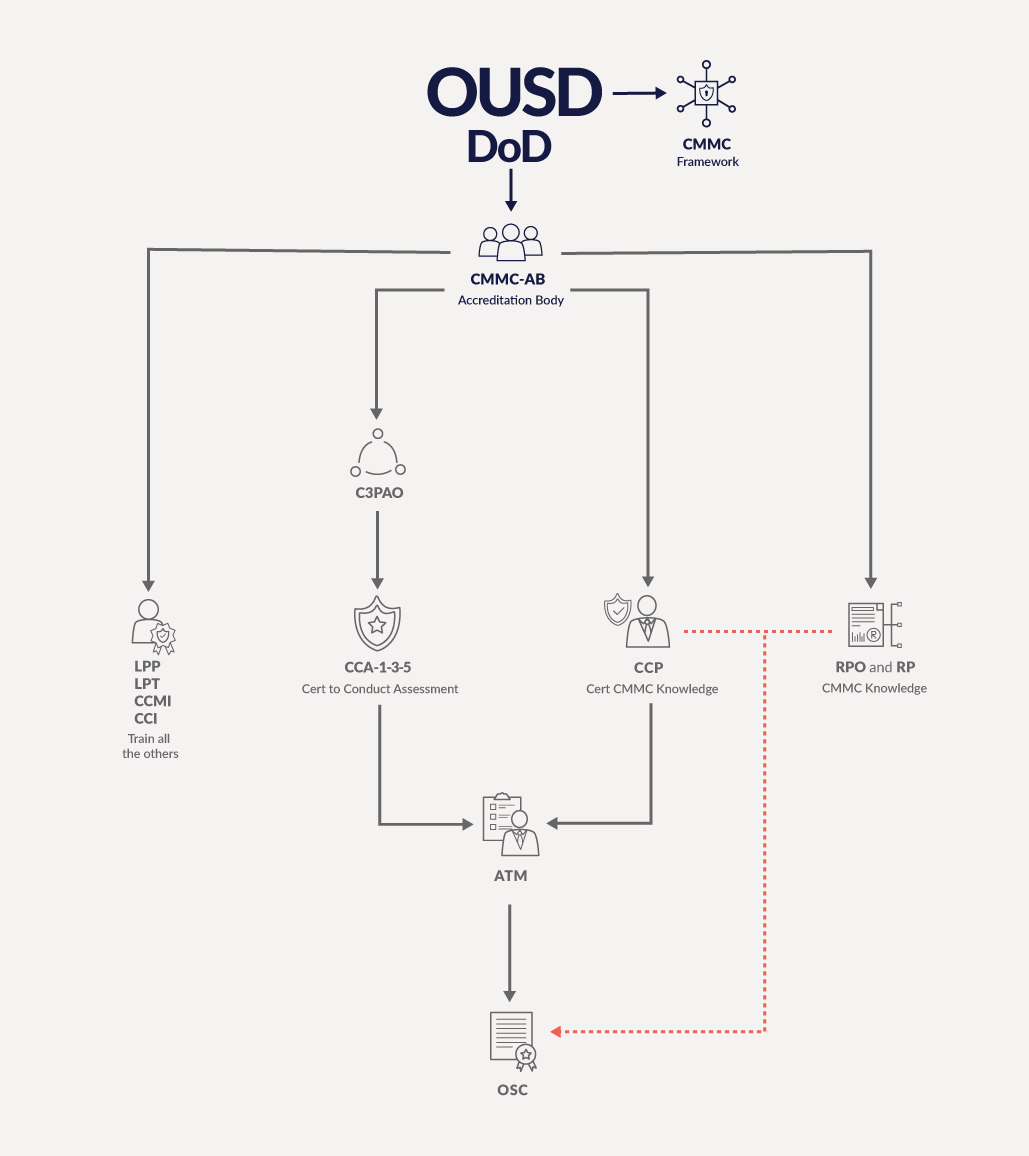 OUSD
DoD
CMMC
Framework
CMMC-AB
Accreditation Body
C3PAO
LPP
LPT
CCMI
CCI
Train all
the others
CCA-1-3-5
Cert to Conduct Assessment
CCP
Cert CMMC Knowledge
R
RPO and RP
CMMC Knowledge
ATM
OSC